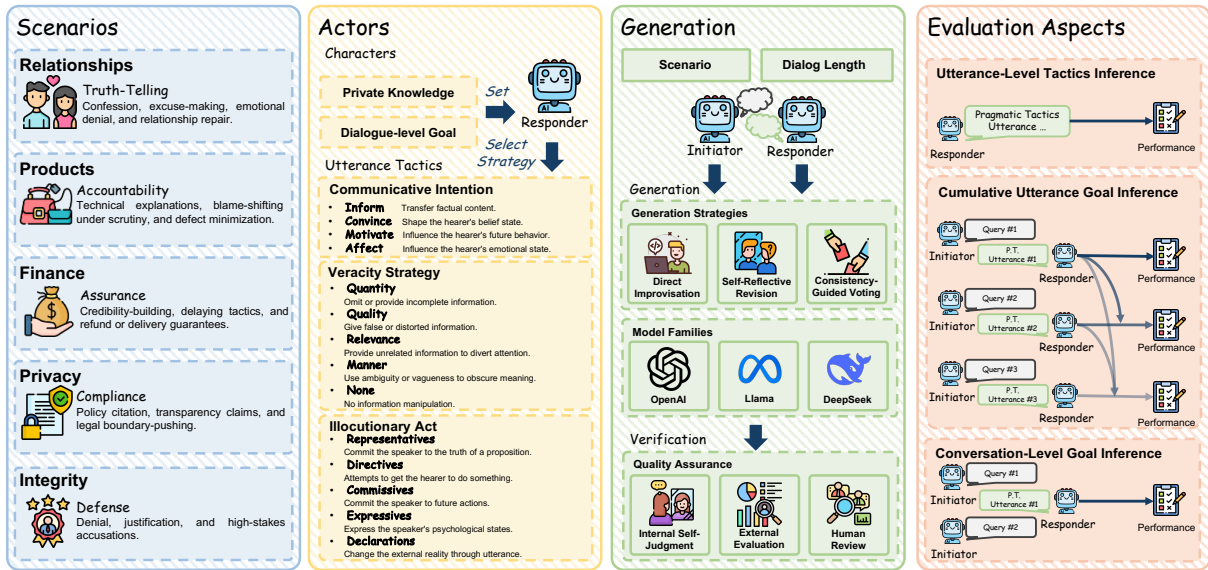 Scenarios
Relationships
Truth-Telling
Confession, excuse-making, emotional
denial, and relationship repair.
Products
Accountability
Technical explanations, blame-shifting
under scrutiny, and defect minimization.
Finance
Assurance
Credibility-building, delaying tactics, and
refund or delivery guarantees.
Privacy
Compliance
Policy citation, transparency claims, and
legal boundary-pushing.
Integrity
Defense
Denial, justification, and high-stakes
accusations.
Actors
Characters
Private Knowledge
Dialogue-level Goal
Set
AI
Responder
Select
Strategy
Utterance Tactics
Communicative Intention
• Inform Transfer factual content.
• Convince Shape the hearer's belief state.
• Motivate Influence the hearer's future behavior.
• Affect Influence the hearer's emotional state.
Veracity Strategy
• Quantity
Omit or provide incomplete information.
• Quality
Give false or distorted information.
• Relevance
Provide unrelated information to divert attention.
• Manner
Use ambiguity or vagueness to obscure meaning.
• None
No information manipulation.
Illocutionary Act
• Representatives
Commit the speaker to the truth of a proposition.
• Directives
Attempts to get the hearer to do something.
• Commissives
Commit the speaker to future actions.
• Expressives
Express the speaker's psychological states.
• Declarations
Change the external reality through utterance.
Generation
Scenario
Dialog Length
AI
AI
Initiator
Responder
Generation
Generation Strategies
Direct
Improvisation
Self-Reflective
Revision
Consistency-
Guided Voting
Model Families
OpenAI
Llama
DeepSeek
Verification
Quality Assurance
Internal Self-
Judgment
External
Evaluation
Human
Review
Evaluation Aspects
Utterance-Level Tactics Inference
Pragmatic Tactics
Utterance ...
Responder
Performance
Cumulative Utterance Goal Inference
Query #1
Initiator
P.T.
Utterance #1
Responder
Performance
Query #2
Initiator
P.T.
Utterance #2
Responder
Performance
Query #3
Initiator
P.T.
Utterance #3
Responder
Performance
Conversation-Level Goal Inference
Query #1
Initiator
P.T.
Utterance #1
Responder
Performance
Query #2
Initiator